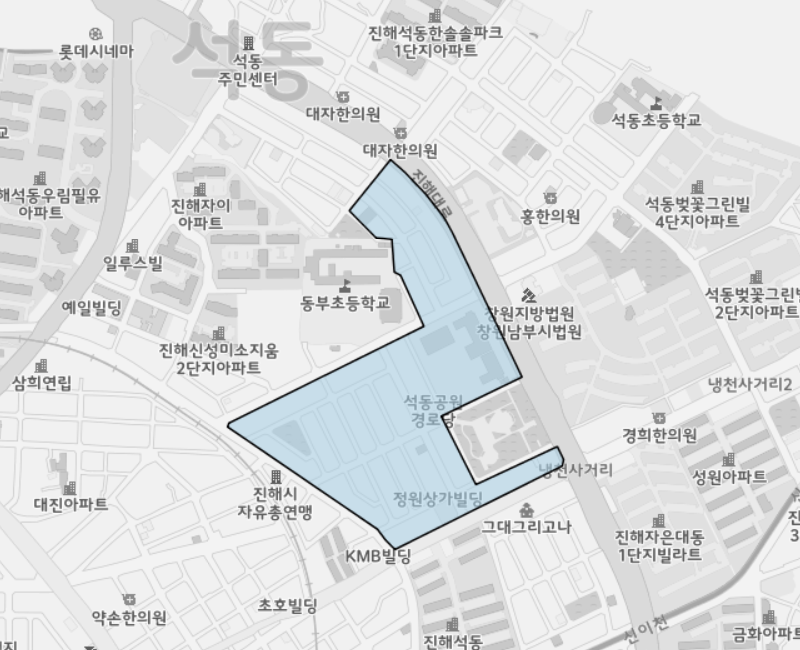 롯데시네마
석동
석동
주민센터
진해석동한솔솔파크
1단지아파트
대자한의원
대자한의원
석동초등학교
진해대로
해석동우림필유
아파트
진해자이
아파트
홍한의원
석동벚꽃그린빌
4단지아파트
일루스빌
동부초등학교
예일빌딩
창원지방법원
창원남부시법원
석동벚꽃그린빌
2단지아파트
진해신성미소지움
2단지아파트
삼희연립
석동공원
경로당
냉천사거리2
경희한의원
냉천사거리
성원아파트
대진아파트
진해시
자유총연맹
정원상가빌딩
그대그리고나
진해자은대동
1단지빌라트
KMB빌딩
약손한의원
초호빌딩
진해석동
신이천
금화아파트